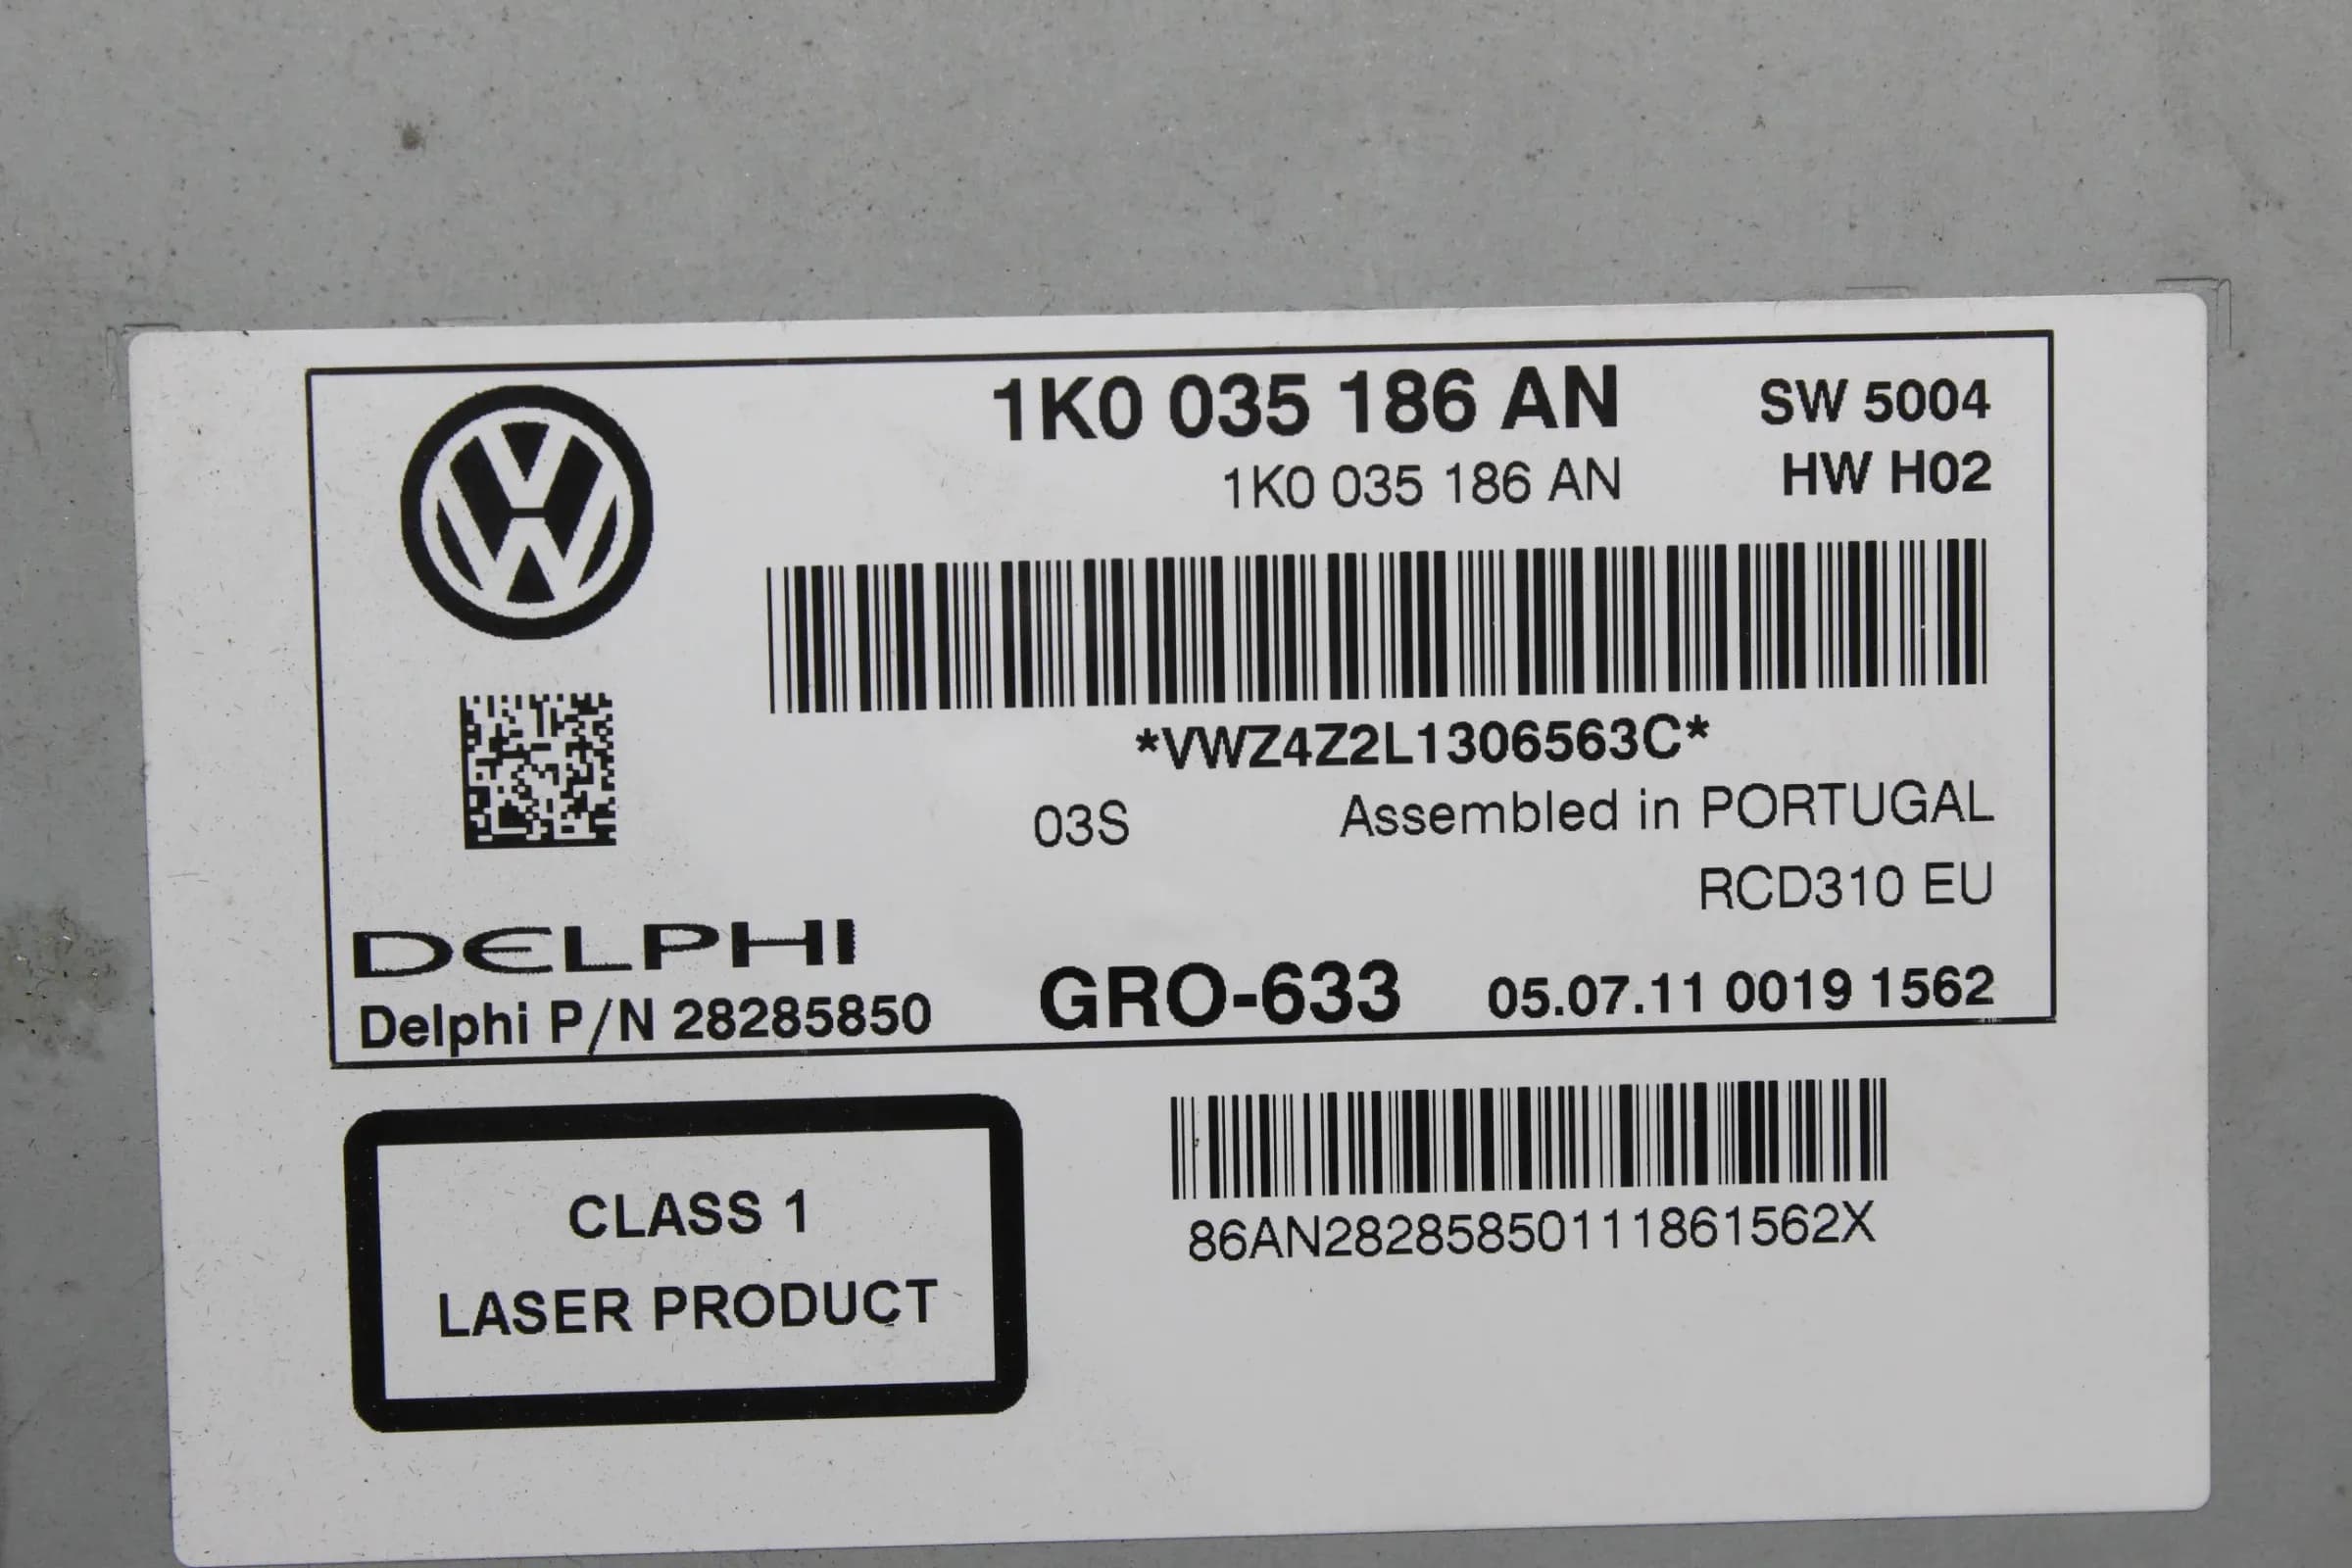 1K0 035 186 AN SW 5004
1K0 035 186 AN HW H02
*VWZ4Z2L1306563C*
03S Assembled in PORTUGAL
RCD310 EU
DELPHI
Delphi P/N 28285850 GRO-633 05.07.11 0019 1562
CLASS 1
LASER PRODUCT
86AN28285850111861562X